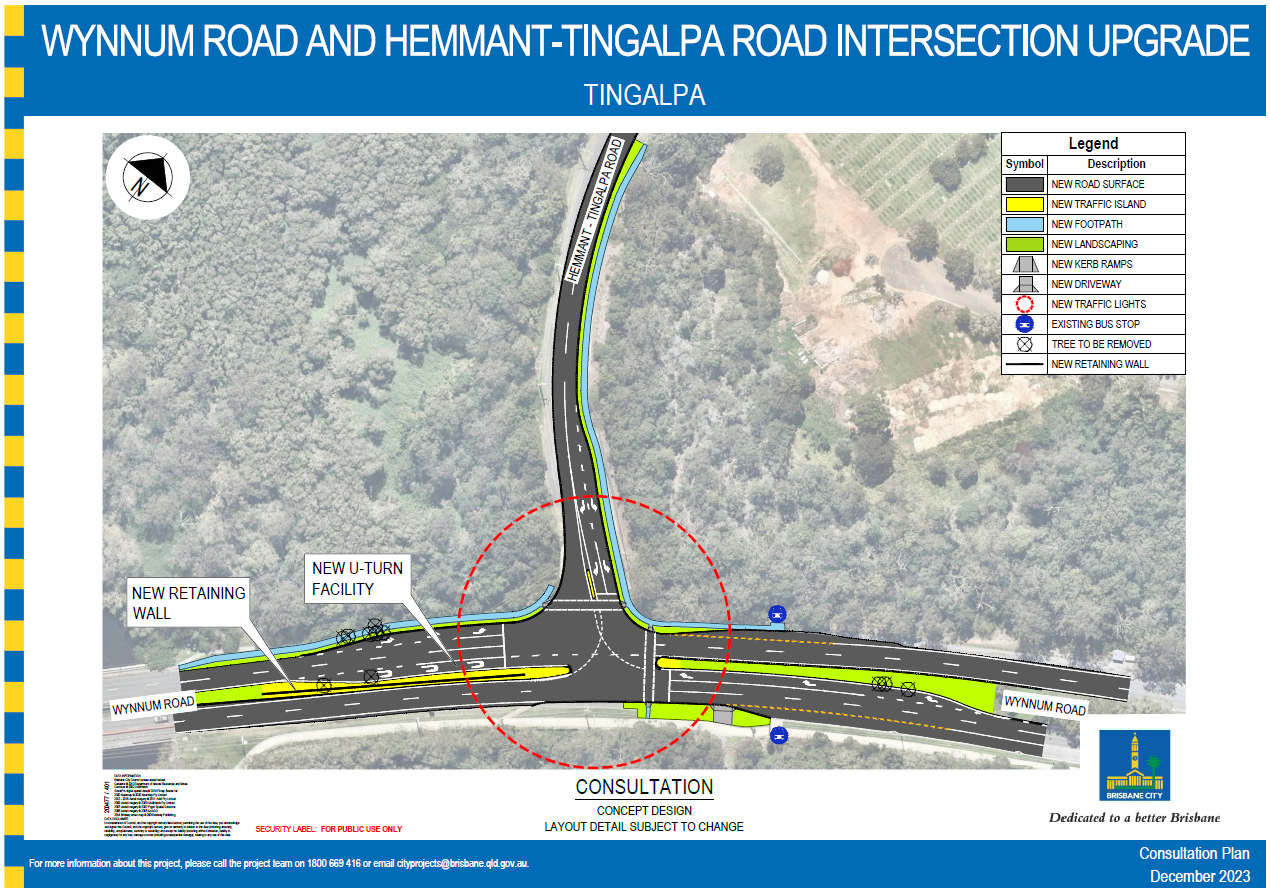 WYNNUM ROAD AND HEMMANT-TINGALPA ROAD INTERSECTION UPGRADE
TINGALPA
N
HEMMANT - TINGALPA ROAD
Legend
Symbol Description
NEW ROAD SURFACE
NEW TRAFFIC ISLAND
NEW FOOTPATH
NEW LANDSCAPING
NEW KERB RAMPS
NEW DRIVEWAY
NEW TRAFFIC LIGHTS
EXISTING BUS STOP
TREE TO BE REMOVED
NEW RETAINING WALL
NEW U-TURN
FACILITY
NEW RETAINING
WALL
WYNNUM ROAD
WYNNUM ROAD
BRISBANE CITY
Dedicated to a better Brisbane
CONSULTATION
CONCEPT DESIGN
LAYOUT DETAIL SUBJECT TO CHANGE
DATA INFORMATION
DATA DISCLAIMER
SECURITY LABEL: FOR PUBLIC USE ONLY
For more information about this project, please call the project team on 1800 669 416 or email cityprojects@brisbane.qld.gov.au.
Consultation Plan
December 2023